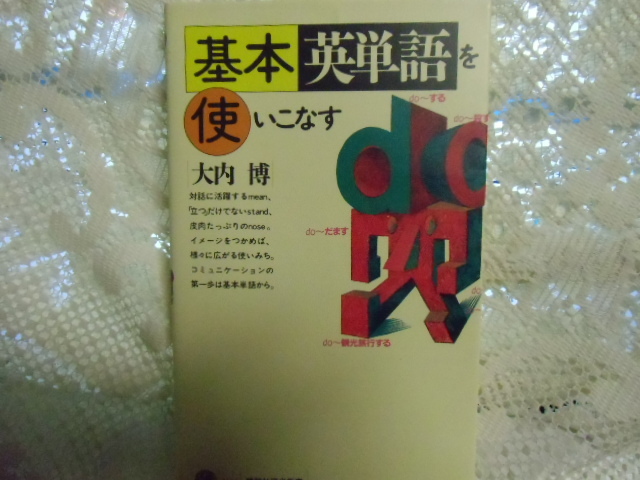 基本英単語を
使いこなす
大内 博
対話に活躍するmean、
「立つ」だけでないstand、
皮肉たっぷりのnose。
イメージをつかめば、
様々に広がる使いみち。
コミュニケーションの
第一歩は基本単語から。
do〜する
do
do〜だます
do〜
do〜観光旅行する